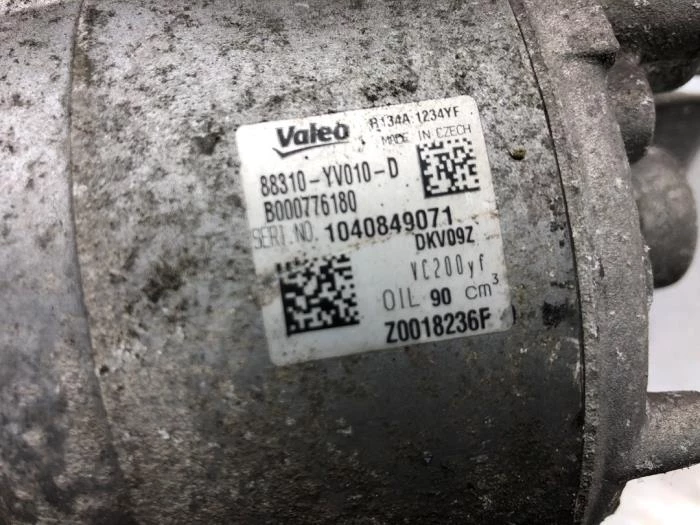 Valeo R134A 1234YF
MADE IN CZECH
88310-YV010-D
B000776180
SERI.NO. 1040849071
DKV09Z
VC200yf
OIL 90 cm³
Z0018236F